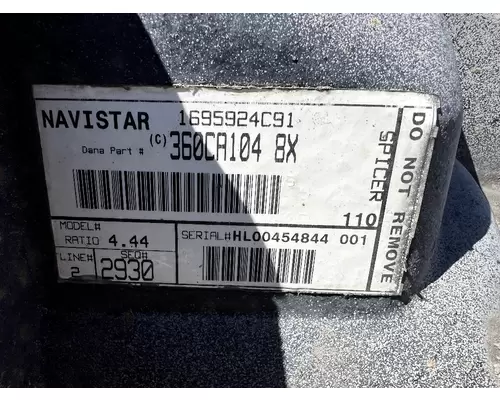 NAVISTAR 1695924C91
Dana Part # (C) 360CA104 8X
110
MODEL#
RATIO 4.44
SERIAL#HL00454844 001
LINE# SEQ#
2 2930
SPICER
DO NOT REMOVE